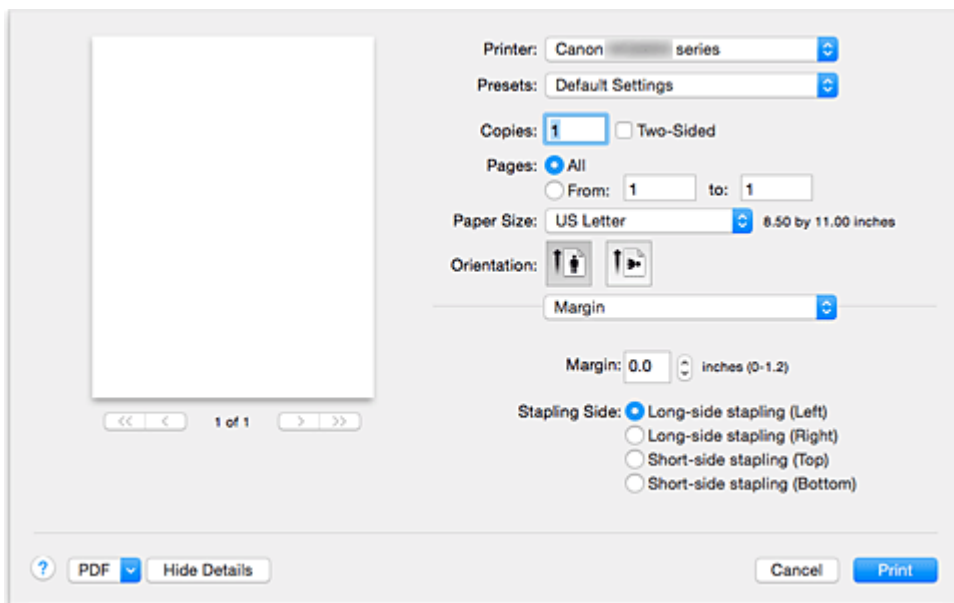 Printer: Canon series
Presets: Default Settings
Copies: 1 Two-Sided
Pages: All
From: 1 to: 1
Paper Size: US Letter 8.50 by 11.00 inches
Orientation:
Margin
Margin: 0.0 inches (0-1.2)
Stapling Side: Long-side stapling (Left)
Long-side stapling (Right)
Short-side stapling (Top)
Short-side stapling (Bottom)
<< < 1 of 1 > >>
? PDF Hide Details Cancel Print